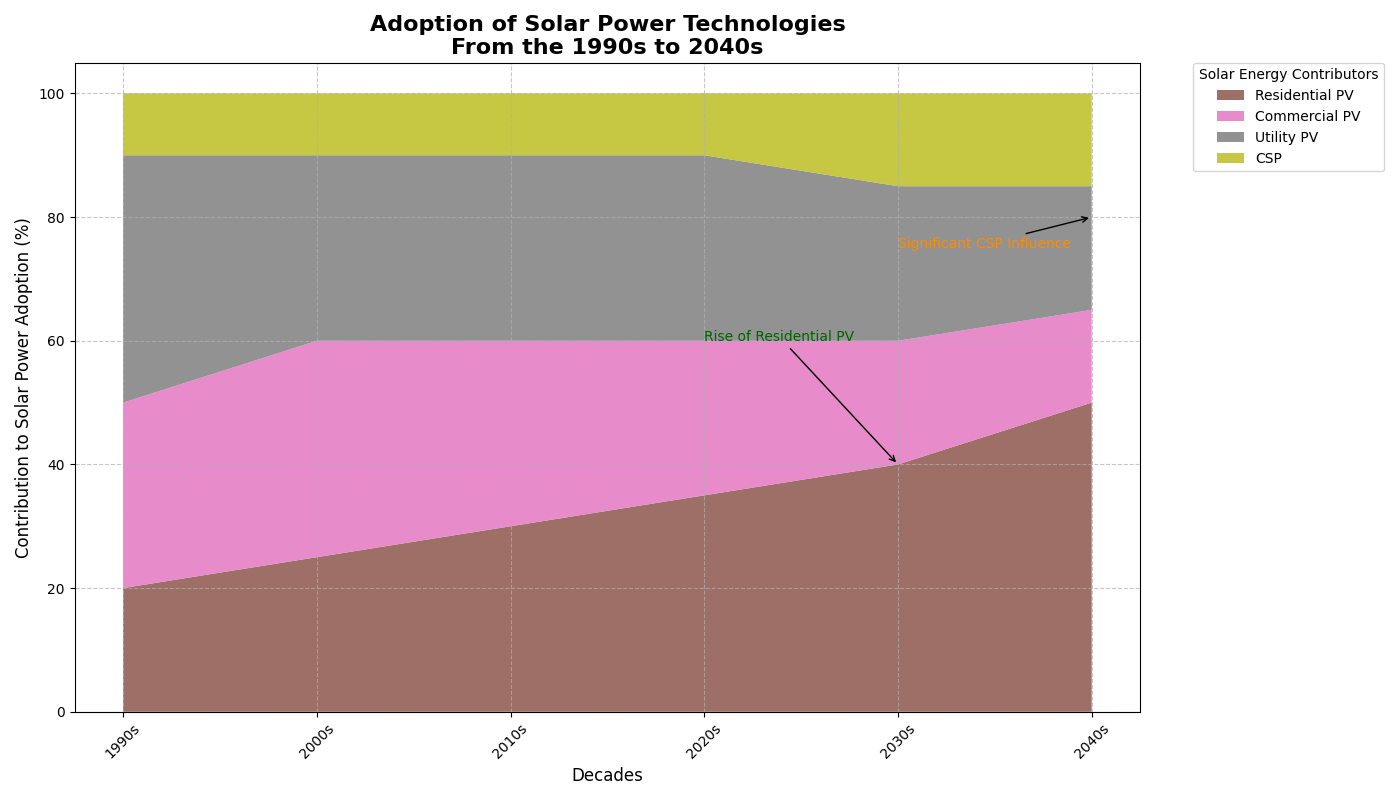 Adoption of Solar Power Technologies
From the 1990s to 2040s
Contribution to Solar Power Adoption (%)
100
80
60
40
20
0
Significant CSP Influence
Rise of Residential PV
1990s
2000s
2010s
2020s
2030s
2040s
Decades
Solar Energy Contributors
Residential PV
Commercial PV
Utility PV
CSP